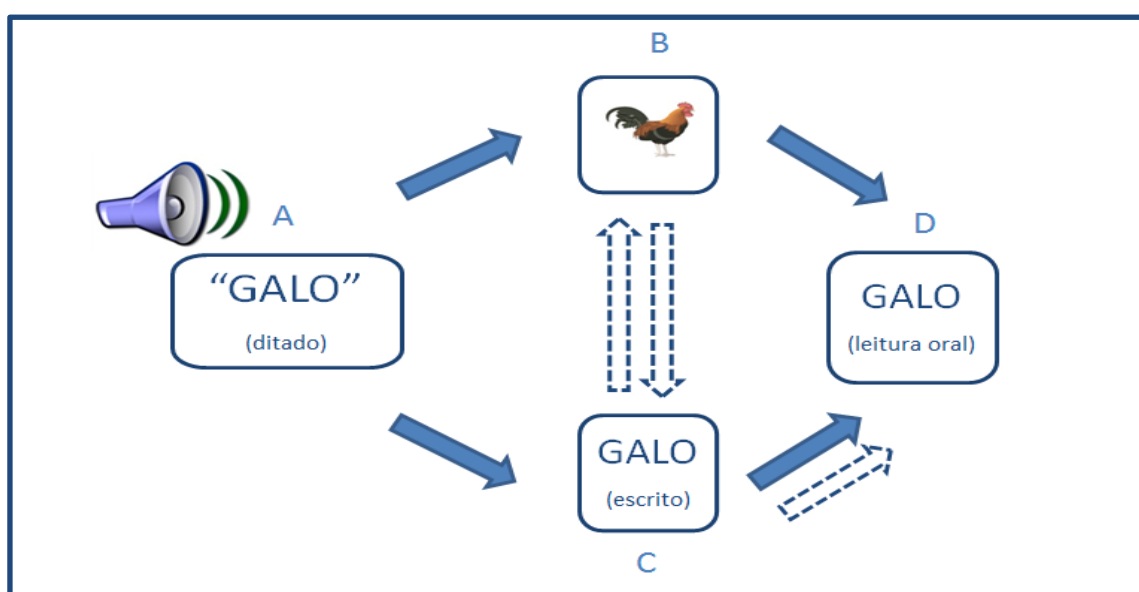 B
A
"GALO"
(ditado)
D
GALO
(leitura oral)
GALO
(escrito)
C